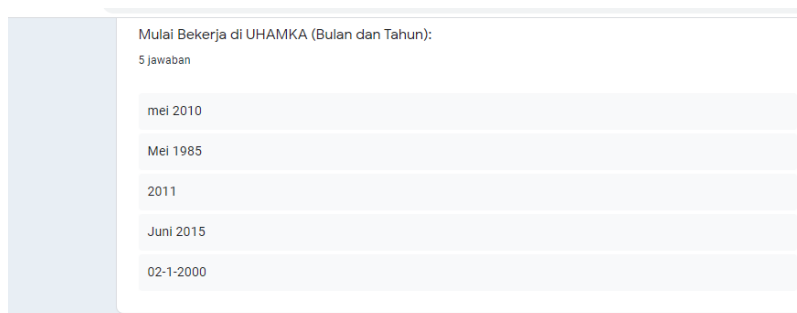 Mulai Bekerja di UHAMKA (Bulan dan Tahun):
5 jawaban
mei 2010
Mei 1985
2011
Juni 2015
02-1-2000